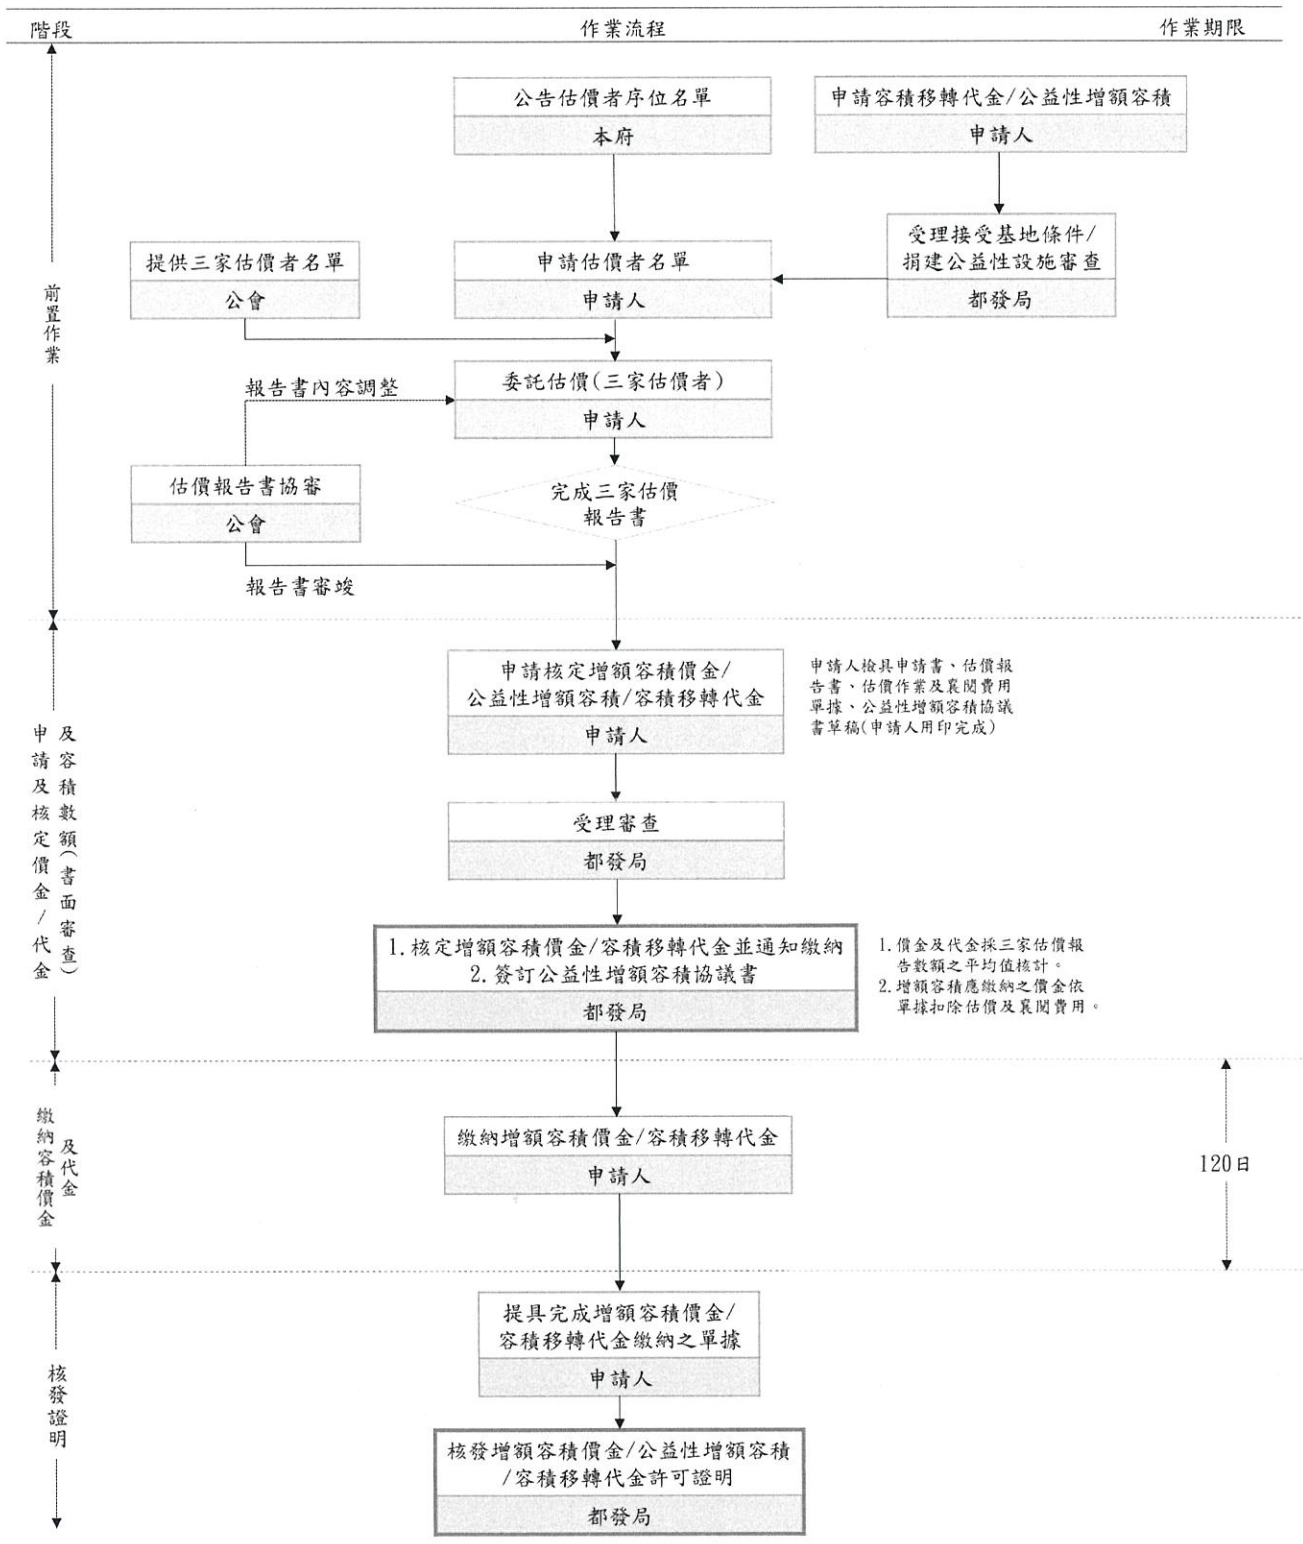 階段
作業流程
作業期限
公告估價者序位名單
本府
申請容積移轉代金/公益性增額容積
申請人
受理接受基地條件/
捐建公益性設施審查
都發局
提供三家估價者名單
公會
申請估價者名單
申請人
前置作業
委託估價(三家估價者)
申請人
報告書內容調整
估價報告書協審
公會
完成三家估價
報告書
報告書審竣
申請及核定價金/代金
及容積數額(書面審查)
申請核定增額容積價金/
公益性增額容積/容積移轉代金
申請人
申請人檢具申請書、估價報
告書、估價作業及襄閱費用
單據、公益性增額容積協議
書草稿(申請人用印完成)
受理審查
都發局
1.核定增額容積價金/容積移轉代金並通知繳納
2.簽訂公益性增額容積協議書
都發局
1.價金及代金採三家估價報
告數額之平均值核計。
2.增額容積應繳納之價金依
單據扣除估價及襄閱費用。
繳納容積價金
及代金
繳納增額容積價金/容積移轉代金
申請人
120日
核發證明
提具完成增額容積價金/
容積移轉代金繳納之單據
申請人
核發增額容積價金/公益性增額容積
/容積移轉代金許可證明
都發局